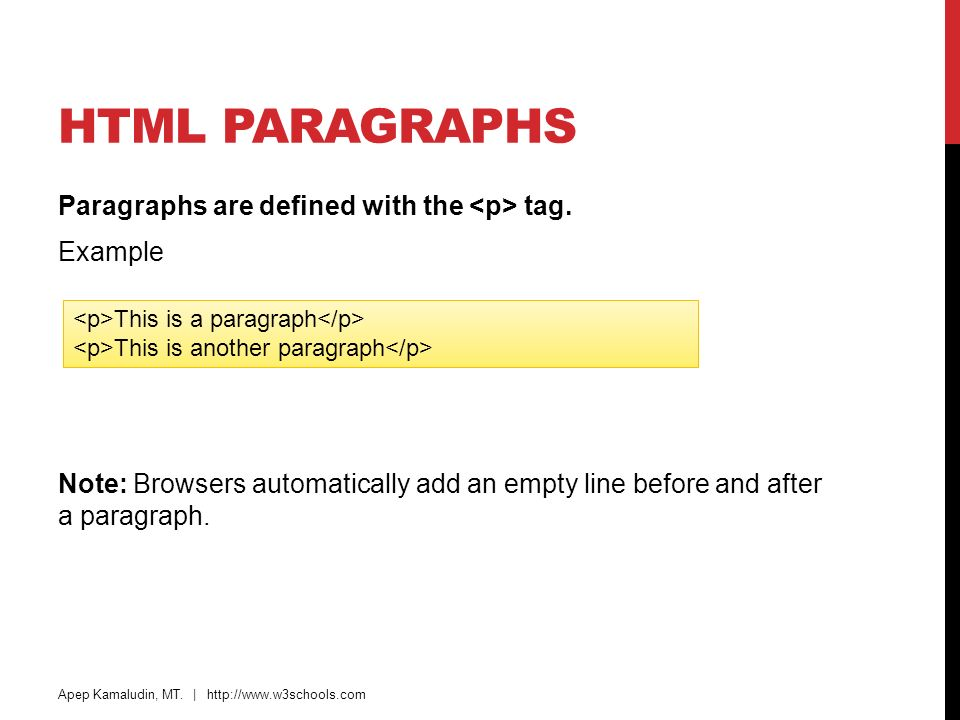 HTML PARAGRAPHS
Paragraphs are defined with the <p> tag.
Example
<p>This is a paragraph</p>
<p>This is another paragraph</p>
Note: Browsers automatically add an empty line before and after
a paragraph.
Apep Kamaludin, MT. | http://www.w3schools.com